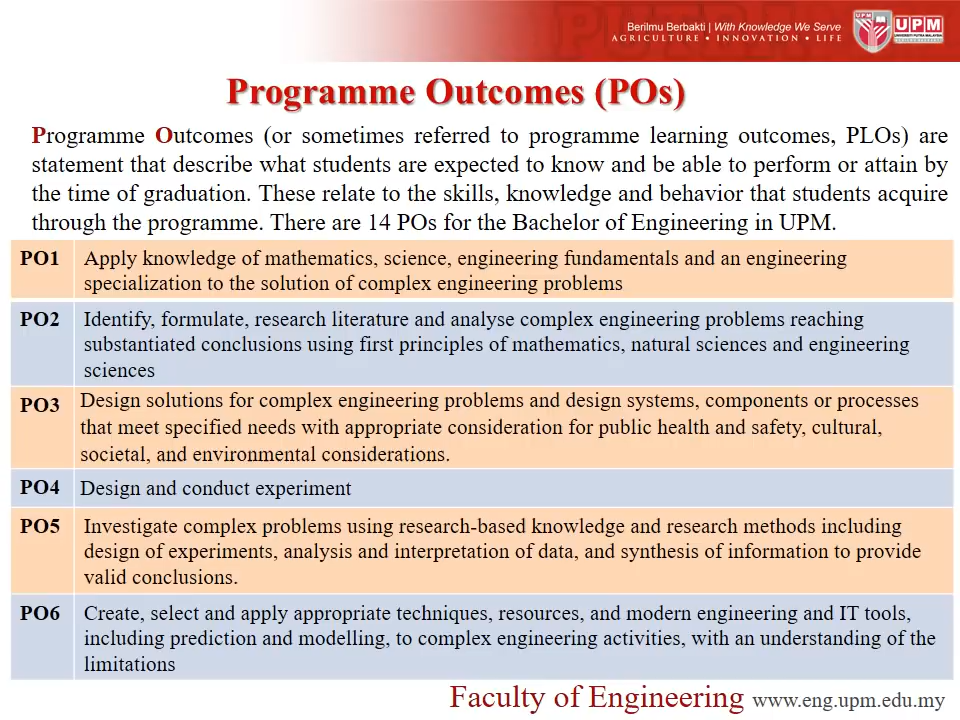 Berilmu Berbakti | With Knowledge We Serve
AGRICULTURE • INNOVATION • LIFE
UPM
UNIVERSITI PUTRA MALAYSIA
Programme Outcomes (POs)
Programme Outcomes (or sometimes referred to programme learning outcomes, PLOs) are
statement that describe what students are expected to know and be able to perform or attain by
the time of graduation. These relate to the skills, knowledge and behavior that students acquire
through the programme. There are 14 POs for the Bachelor of Engineering in UPM.
PO1 Apply knowledge of mathematics, science, engineering fundamentals and an engineering
specialization to the solution of complex engineering problems
PO2 Identify, formulate, research literature and analyse complex engineering problems reaching
substantiated conclusions using first principles of mathematics, natural sciences and engineering
sciences
PO3 Design solutions for complex engineering problems and design systems, components or processes
that meet specified needs with appropriate consideration for public health and safety, cultural,
societal, and environmental considerations.
PO4 Design and conduct experiment
PO5 Investigate complex problems using research-based knowledge and research methods including
design of experiments, analysis and interpretation of data, and synthesis of information to provide
valid conclusions.
PO6 Create, select and apply appropriate techniques, resources, and modern engineering and IT tools,
including prediction and modelling, to complex engineering activities, with an understanding of the
limitations
Faculty of Engineering www.eng.upm.edu.my